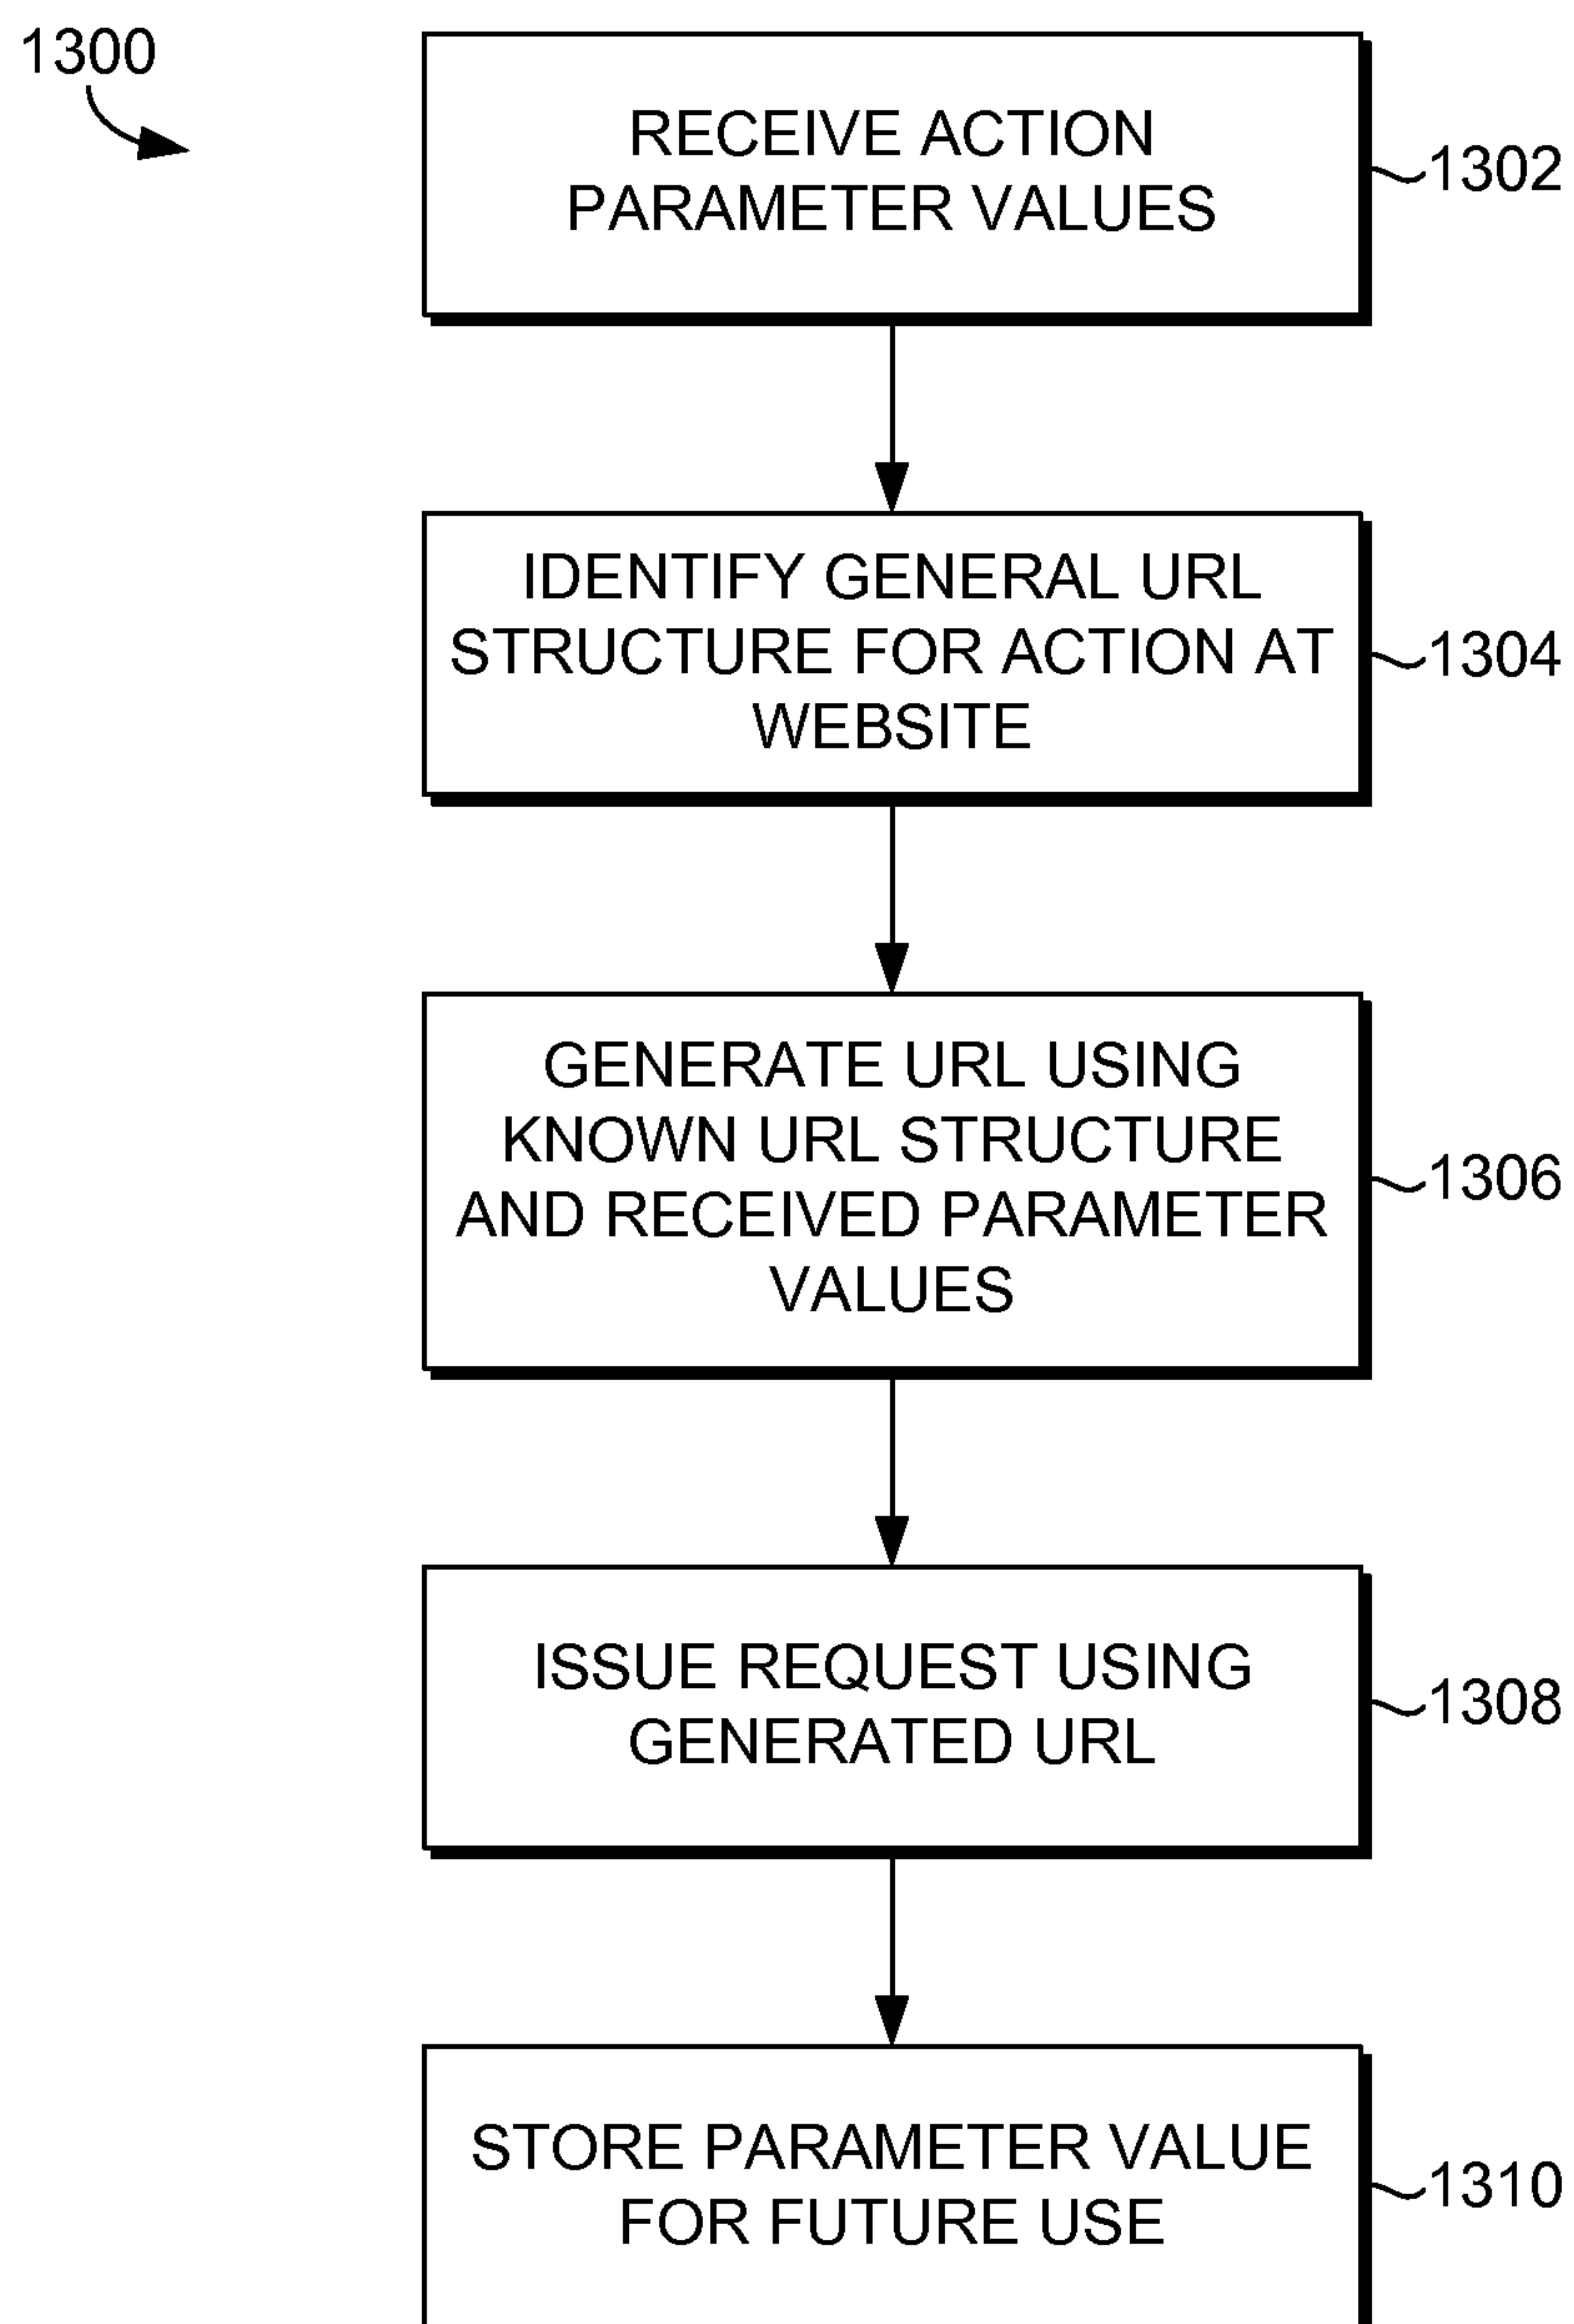 1300
RECEIVE ACTION
PARAMETER VALUES
1302
IDENTIFY GENERAL URL
STRUCTURE FOR ACTION AT
WEBSITE
1304
GENERATE URL USING
KNOWN URL STRUCTURE
AND RECEIVED PARAMETER
VALUES
1306
ISSUE REQUEST USING
GENERATED URL
1308
STORE PARAMETER VALUE
FOR FUTURE USE
1310